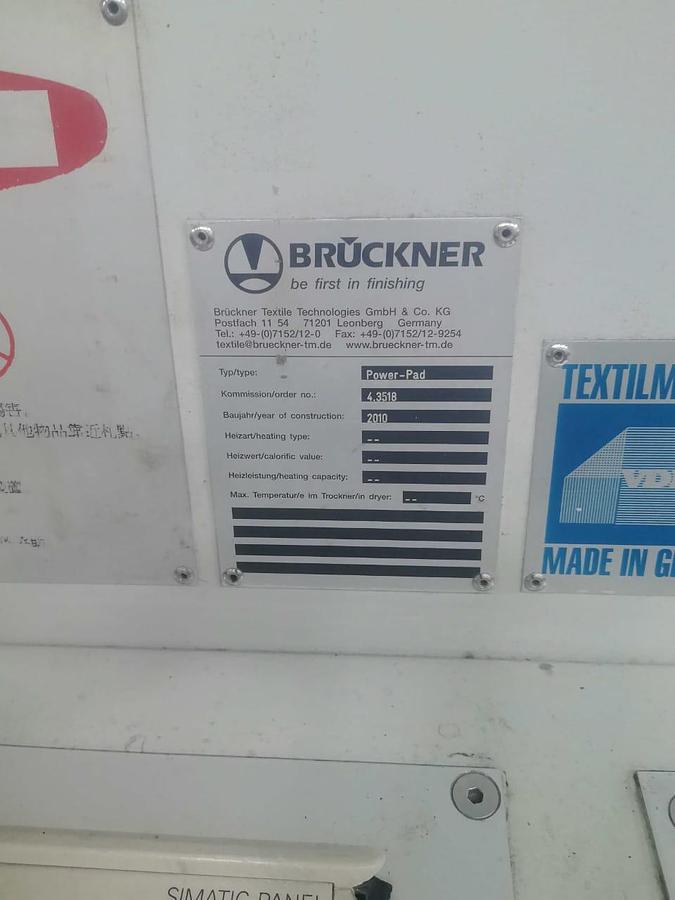 BRÜCKNER
be first in finishing
Brückner Textile Technologies GmbH & Co. KG
Postfach 11 54 71201 Leonberg Germany
Tel.: +49-(0)7152/12-0 Fax: +49-(0)7152/12-9254
textile@brueckner-tm.de www.brueckner-tm.de
Typ/type: Power-Pad
Kommission/order no.: 4.3518
Baujahr/year of construction: 2010
Heizart/heating type: --
Heizwert/calorific value: --
Heizleistung/heating capacity: --
Max. Temperatur/e im Trockner/in dryer: -- °C
TEXTILM
VD
MADE IN GE
SIMATIC PANEL